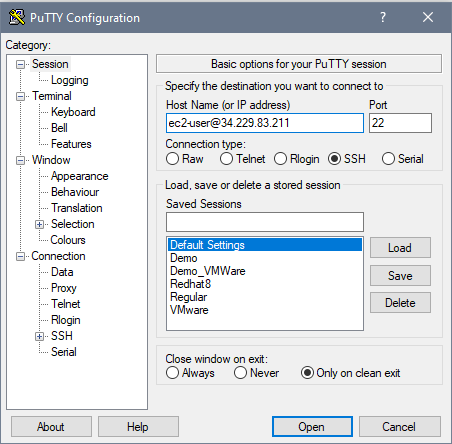 PuTTY Configuration
?
Category:
Session
Logging
Terminal
Keyboard
Bell
Features
Window
Appearance
Behaviour
Translation
Selection
Colours
Connection
Data
Proxy
Telnet
Rlogin
SSH
Serial
Basic options for your PuTTY session
Specify the destination you want to connect to
Host Name (or IP address) Port
ec2-user@34.229.83.211 22
Connection type:
Raw Telnet Rlogin SSH Serial
Load, save or delete a stored session
Saved Sessions
Default Settings
Demo
Demo_VMWare
Redhat8
Regular
VMware
Load
Save
Delete
Close window on exit:
Always Never Only on clean exit
About Help Open Cancel